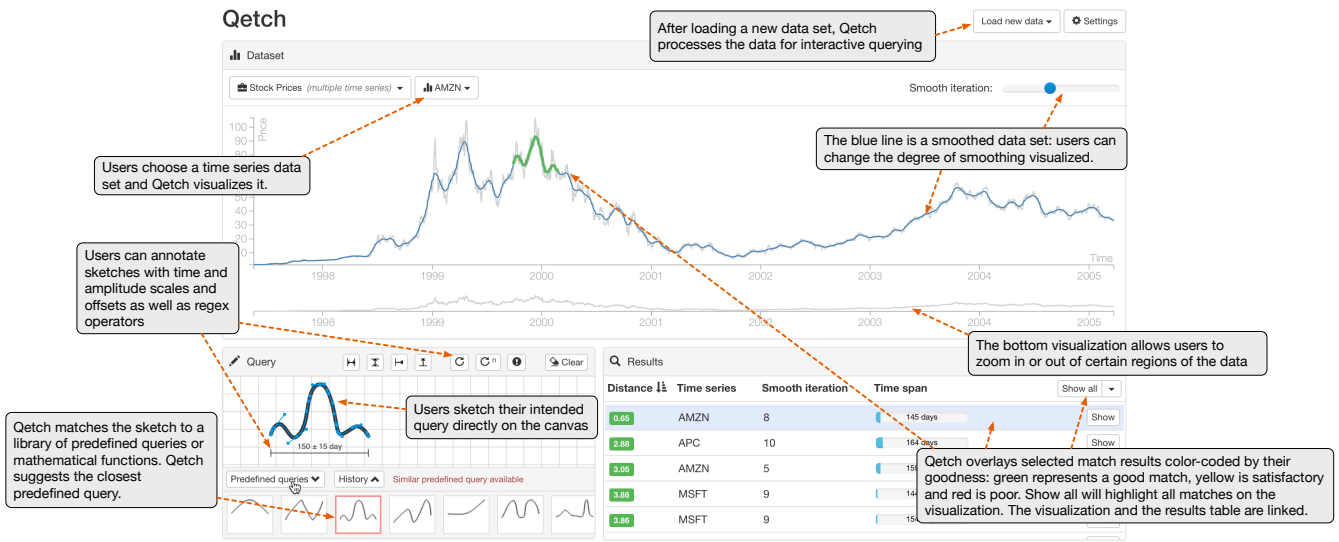 Qetch
After loading a new data set, Qetch
processes the data for interactive querying
Load new data
Settings
Dataset
Stock Prices (multiple time series)
AMZN
Smooth iteration:
100
90
80
Price
Users choose a time series data
set and Qetch visualizes it.
The blue line is a smoothed data set: users can
change the degree of smoothing visualized.
50
40
30
20
10
Time
1998
1999
2000
2001
2002
2003
2004
2005
Users can annotate
sketches with time and
amplitude scales and
offsets as well as regex
operators
1998
1999
2000
2001
2002
2003
2004
2005
The bottom visualization allows users to
zoom in or out of certain regions of the data
Query
n
Clear
Users sketch their intended
query directly on the canvas
150 ± 15 day
Qetch matches the sketch to a
library of predefined queries or
mathematical functions. Qetch
suggests the closest
predefined query.
Predefined queries
History
Similar predefined query available
Results
Distance Time series Smooth iteration Time span
Show all
0.65 AMZN 8 145 days Show
2.88 APC 10 164 days Show
3.05 AMZN 5
3.86 MSFT 9
3.86 MSFT 9
Qetch overlays selected match results color-coded by their
goodness: green represents a good match, yellow is satisfactory
and red is poor. Show all will highlight all matches on the
visualization. The visualization and the results table are linked.